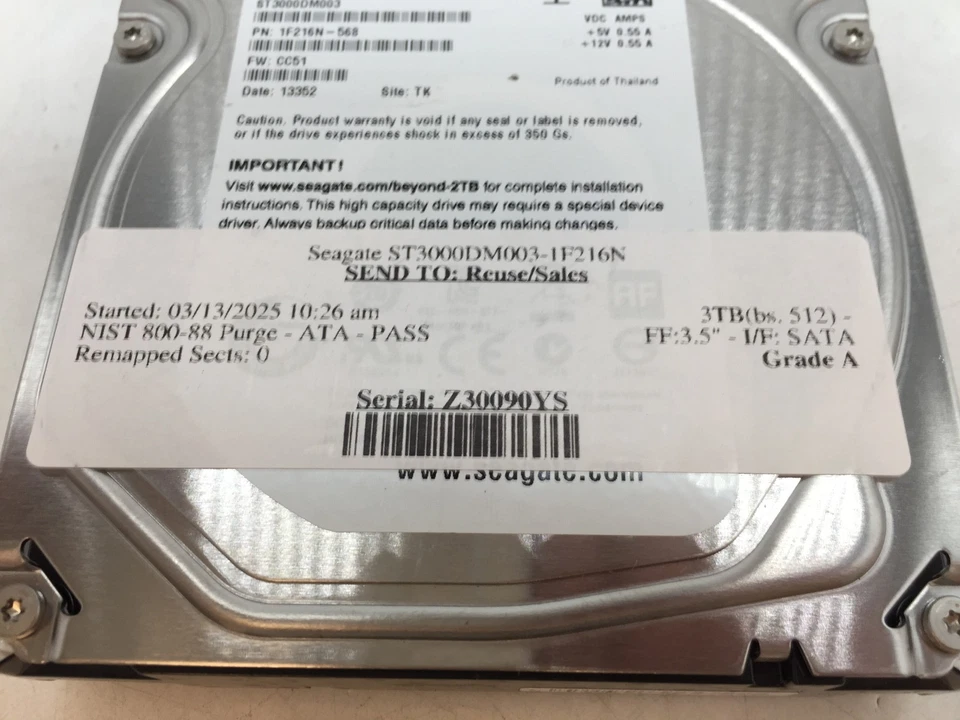 ST3000DM003
PN: 1F216N-568
FW: CC51
Date: 13352 Site: TK
VDC AMPS
+5V 0.55 A
+12V 0.55 A
Product of Thailand
Caution. Product warranty is void if any seal or label is removed,
or if the drive experiences shock in excess of 350 Gs.
IMPORTANT!
Visit www.seagate.com/beyond-2TB for complete installation
instructions. This high capacity drive may require a special device
driver. Always backup critical data before making changes.
Seagate ST3000DM003-1F216N
SEND TO: Reuse/Sales
Started: 03/13/2025 10:26 am
NIST 800-88 Purge - ATA - PASS
Remapped Sects: 0
3TB(bs. 512) -
FF:3.5" - I/F: SATA
Grade A
Serial: Z30090YS
www.seagate.com